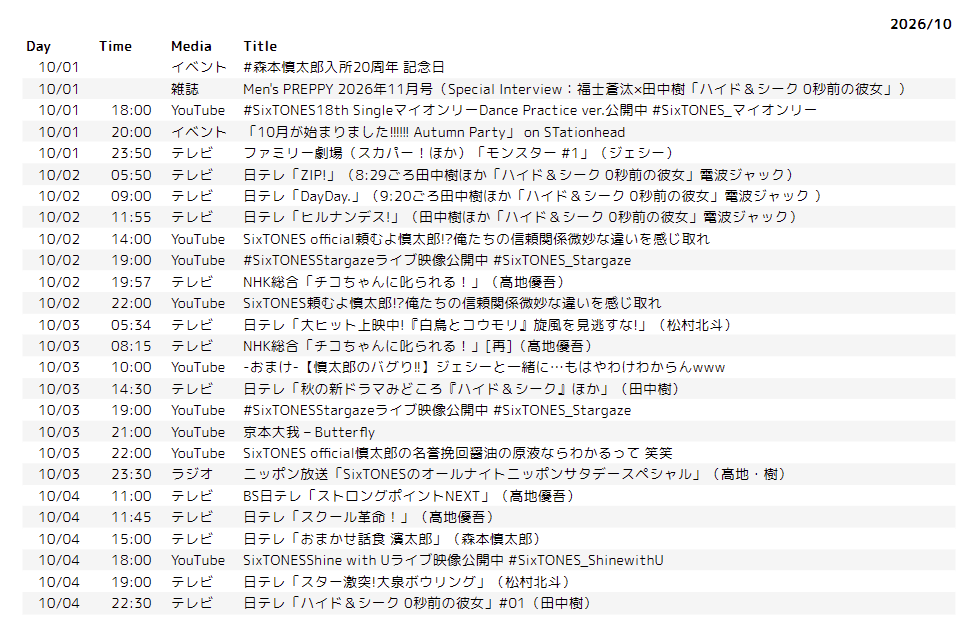 2026/10
Day Time Media Title
10/01 イベント #森本慎太郎入所20周年 記念日
10/01 雑誌 Men's PREPPY 2026年11月号（Special Interview：福士蒼汰×田中樹「ハイド＆シーク 0秒前の彼女」）
10/01 18:00 YouTube #SixTONES18th SingleマイオンリーDance Practice ver.公開中 #SixTONES_マイオンリー
10/01 20:00 イベント 「10月が始まりました!!!!!! Autumn Party」 on STationhead
10/01 23:50 テレビ ファミリー劇場（スカパー！ほか）「モンスター #1」（ジェシー）
10/02 05:50 テレビ 日テレ「ZIP!」（8:29ごろ田中樹ほか「ハイド＆シーク 0秒前の彼女」電波ジャック）
10/02 09:00 テレビ 日テレ「DayDay.」（9:20ごろ田中樹ほか「ハイド＆シーク 0秒前の彼女」電波ジャック ）
10/02 11:55 テレビ 日テレ「ヒルナンデス!」（田中樹ほか「ハイド＆シーク 0秒前の彼女」電波ジャック）
10/02 14:00 YouTube SixTONES official頼むよ慎太郎!?俺たちの信頼関係微妙な違いを感じ取れ
10/02 19:00 YouTube #SixTONESStargazeライブ映像公開中 #SixTONES_Stargaze
10/02 19:57 テレビ NHK総合「チコちゃんに叱られる！」（髙地優吾）
10/02 22:00 YouTube SixTONES頼むよ慎太郎!?俺たちの信頼関係微妙な違いを感じ取れ
10/03 05:34 テレビ 日テレ「大ヒット上映中!『白鳥とコウモリ』旋風を見逃すな!」（松村北斗）
10/03 08:15 テレビ NHK総合「チコちゃんに叱られる！」[再]（髙地優吾）
10/03 10:00 YouTube -おまけ-【慎太郎のバグり!!】ジェシーと一緒に…もはやわけわからんwww
10/03 14:30 テレビ 日テレ「秋の新ドラマみどころ『ハイド＆シーク』ほか」（田中樹）
10/03 19:00 YouTube #SixTONESStargazeライブ映像公開中 #SixTONES_Stargaze
10/03 21:00 YouTube 京本大我 – Butterfly
10/03 22:00 YouTube SixTONES official慎太郎の名誉挽回醤油の原液ならわかるって 笑笑
10/03 23:30 ラジオ ニッポン放送「SixTONESのオールナイトニッポンサタデースペシャル」（髙地・樹）
10/04 11:00 テレビ BS日テレ「ストロングポイントNEXT」（髙地優吾）
10/04 11:45 テレビ 日テレ「スクール革命！」（髙地優吾）
10/04 15:00 テレビ 日テレ「おまかせ話食 濱太郎」（森本慎太郎）
10/04 18:00 YouTube SixTONESShine with Uライブ映像公開中 #SixTONES_ShinewithU
10/04 19:00 テレビ 日テレ「スター激突!大泉ボウリング」（松村北斗）
10/04 22:30 テレビ 日テレ「ハイド＆シーク 0秒前の彼女」#01（田中樹）